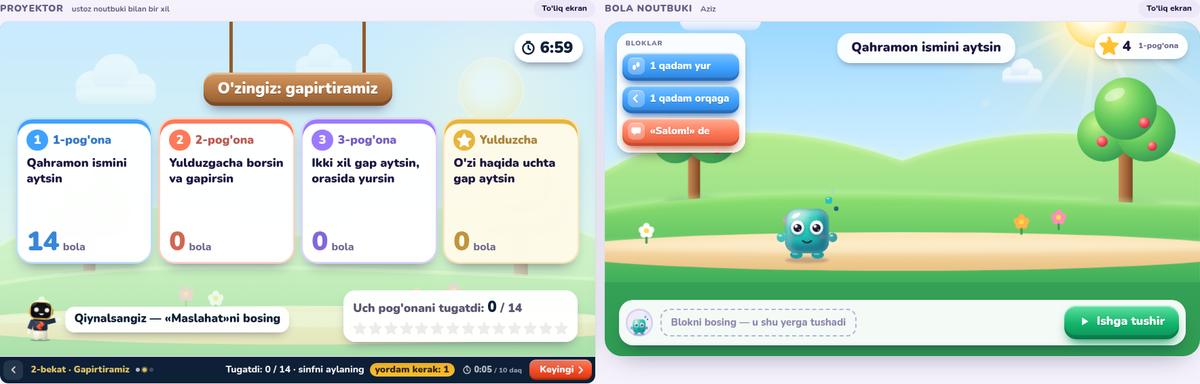 PROYEKTOR ustoz noutbuki bilan bir xil
To'liq ekran
6:59
O'zingiz: gapirtiramiz
1 1-pog'ona
Qahramon ismini
aytsin
14 bola
2 2-pog'ona
Yulduzgacha borsin
va gapirsin
0 bola
3 3-pog'ona
Ikki xil gap aytsin,
orasida yursin
0 bola
Yulduzcha
O'zi haqida uchta
gap aytsin
0 bola
Qiynalsangiz — «Maslahat»ni bosing
Uch pog'onani tugatdi: 0 / 14
2-bekat · Gapirtiramiz
Tugatdi: 0 / 14 · sinfni aylaning
yordam kerak: 1
0:05 / 10 daq
Keyingi
BOLA NOUTBUKI Aziz
To'liq ekran
BLOKLAR
1 qadam yur
1 qadam orqaga
«Salom!» de
Qahramon ismini aytsin
4 1-pog'ona
Blokni bosing — u shu yerga tushadi
Ishga tushir